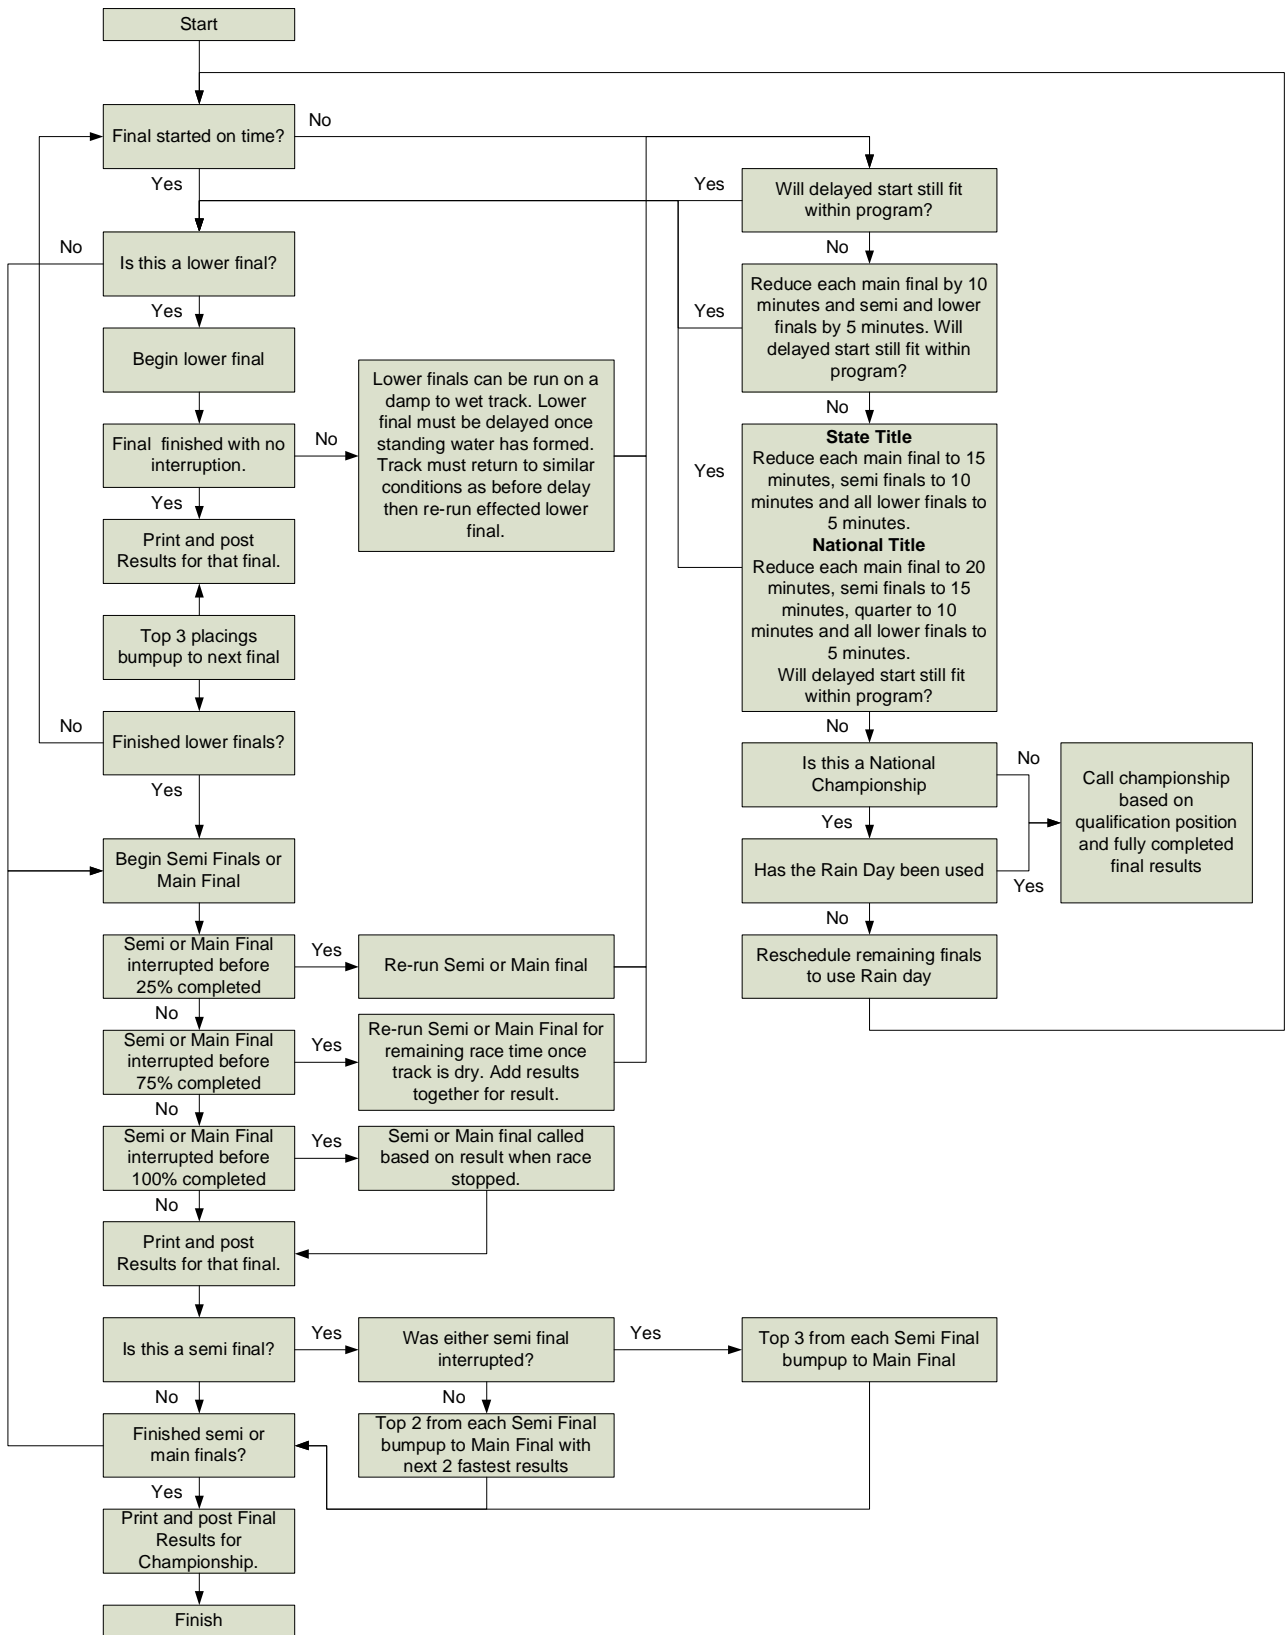 Start
Final started on time?
No
Yes
Will delayed start still fit
within program?
Yes
No
Is this a lower final?
No
Yes
Reduce each main final by 10
minutes and semi and lower
finals by 5 minutes. Will
delayed start still fit within
program?
Yes
No
Begin lower final
Lower finals can be run on a
damp to wet track. Lower
final must be delayed once
standing water has formed.
Track must return to similar
conditions as before delay
then re-run effected lower
final.
Final  finished with no
interruption.
No
Yes
State Title
Reduce each main final to 15
minutes, semi finals to 10
minutes and all lower finals to
5 minutes.
National Title
Reduce each main final to 20
minutes, semi finals to 15
minutes, quarter to 10
minutes and all lower finals to
5 minutes.
Will delayed start still fit
within program?
Yes
No
Print and post
Results for that final.
Top 3 placings
bumpup to next final
Finished lower finals?
No
Yes
Is this a National
Championship
No
Yes
Call championship
based on
qualification position
and fully completed
final results
Has the Rain Day been used
Yes
No
Reschedule remaining finals
to use Rain day
Begin Semi Finals or
Main Final
Semi or Main Final
interrupted before
25% completed
Yes
No
Re-run Semi or Main final
Semi or Main Final
interrupted before
75% completed
Yes
No
Re-run Semi or Main Final for
remaining race time once
track is dry. Add results
together for result.
Semi or Main Final
interrupted before
100% completed
Yes
No
Semi or Main final called
based on result when race
stopped.
Print and post
Results for that final.
Is this a semi final?
Yes
No
Was either semi final
interrupted?
Yes
No
Top 3 from each Semi Final
bumpup to Main Final
Top 2 from each Semi Final
bumpup to Main Final with
next 2 fastest results
Finished semi or
main finals?
Yes
Print and post Final
Results for
Championship.
Finish